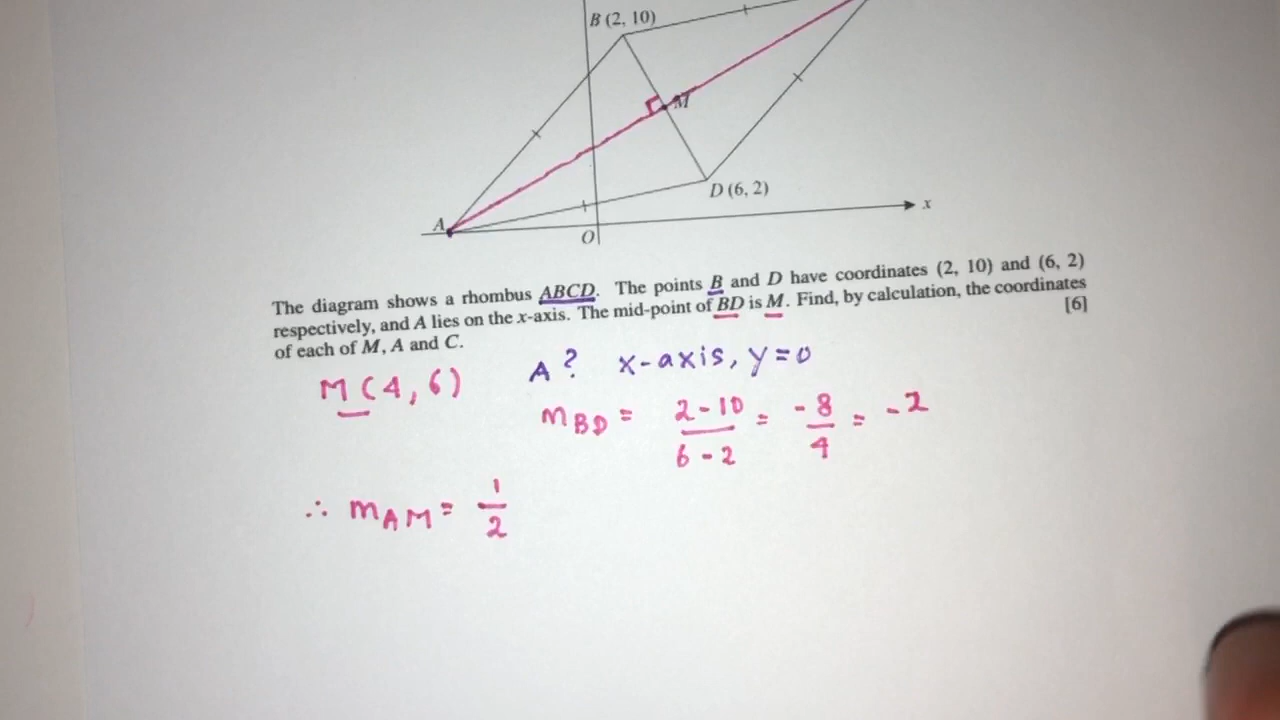 B (2, 10)
M
D (6, 2)
A
x
O
The diagram shows a rhombus ABCD. The points B and D have coordinates (2, 10) and (6, 2)
respectively, and A lies on the x-axis. The mid-point of BD is M. Find, by calculation, the coordinates
of each of M, A and C.
[6]
M (4, 6)
A? x-axis, y=0
m BD = 2-10 / 6-2 = -8 / 4 = -2
∴ m AM = 1 / 2